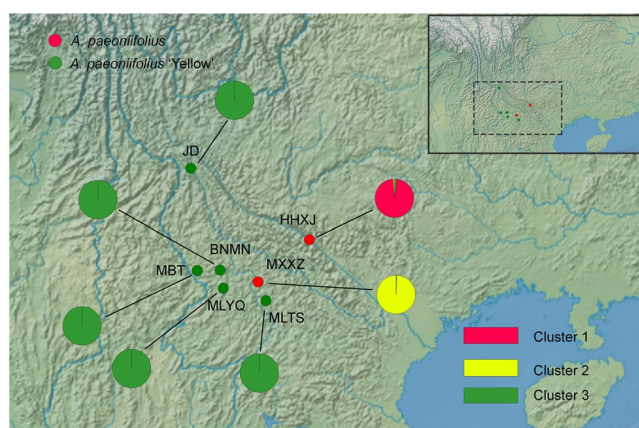 A. paeoniifolius
A. paeoniifolius 'Yellow'
JD
HHXJ
BNMN
MBT
MXXZ
MLYQ
MLTS
Cluster 1
Cluster 2
Cluster 3